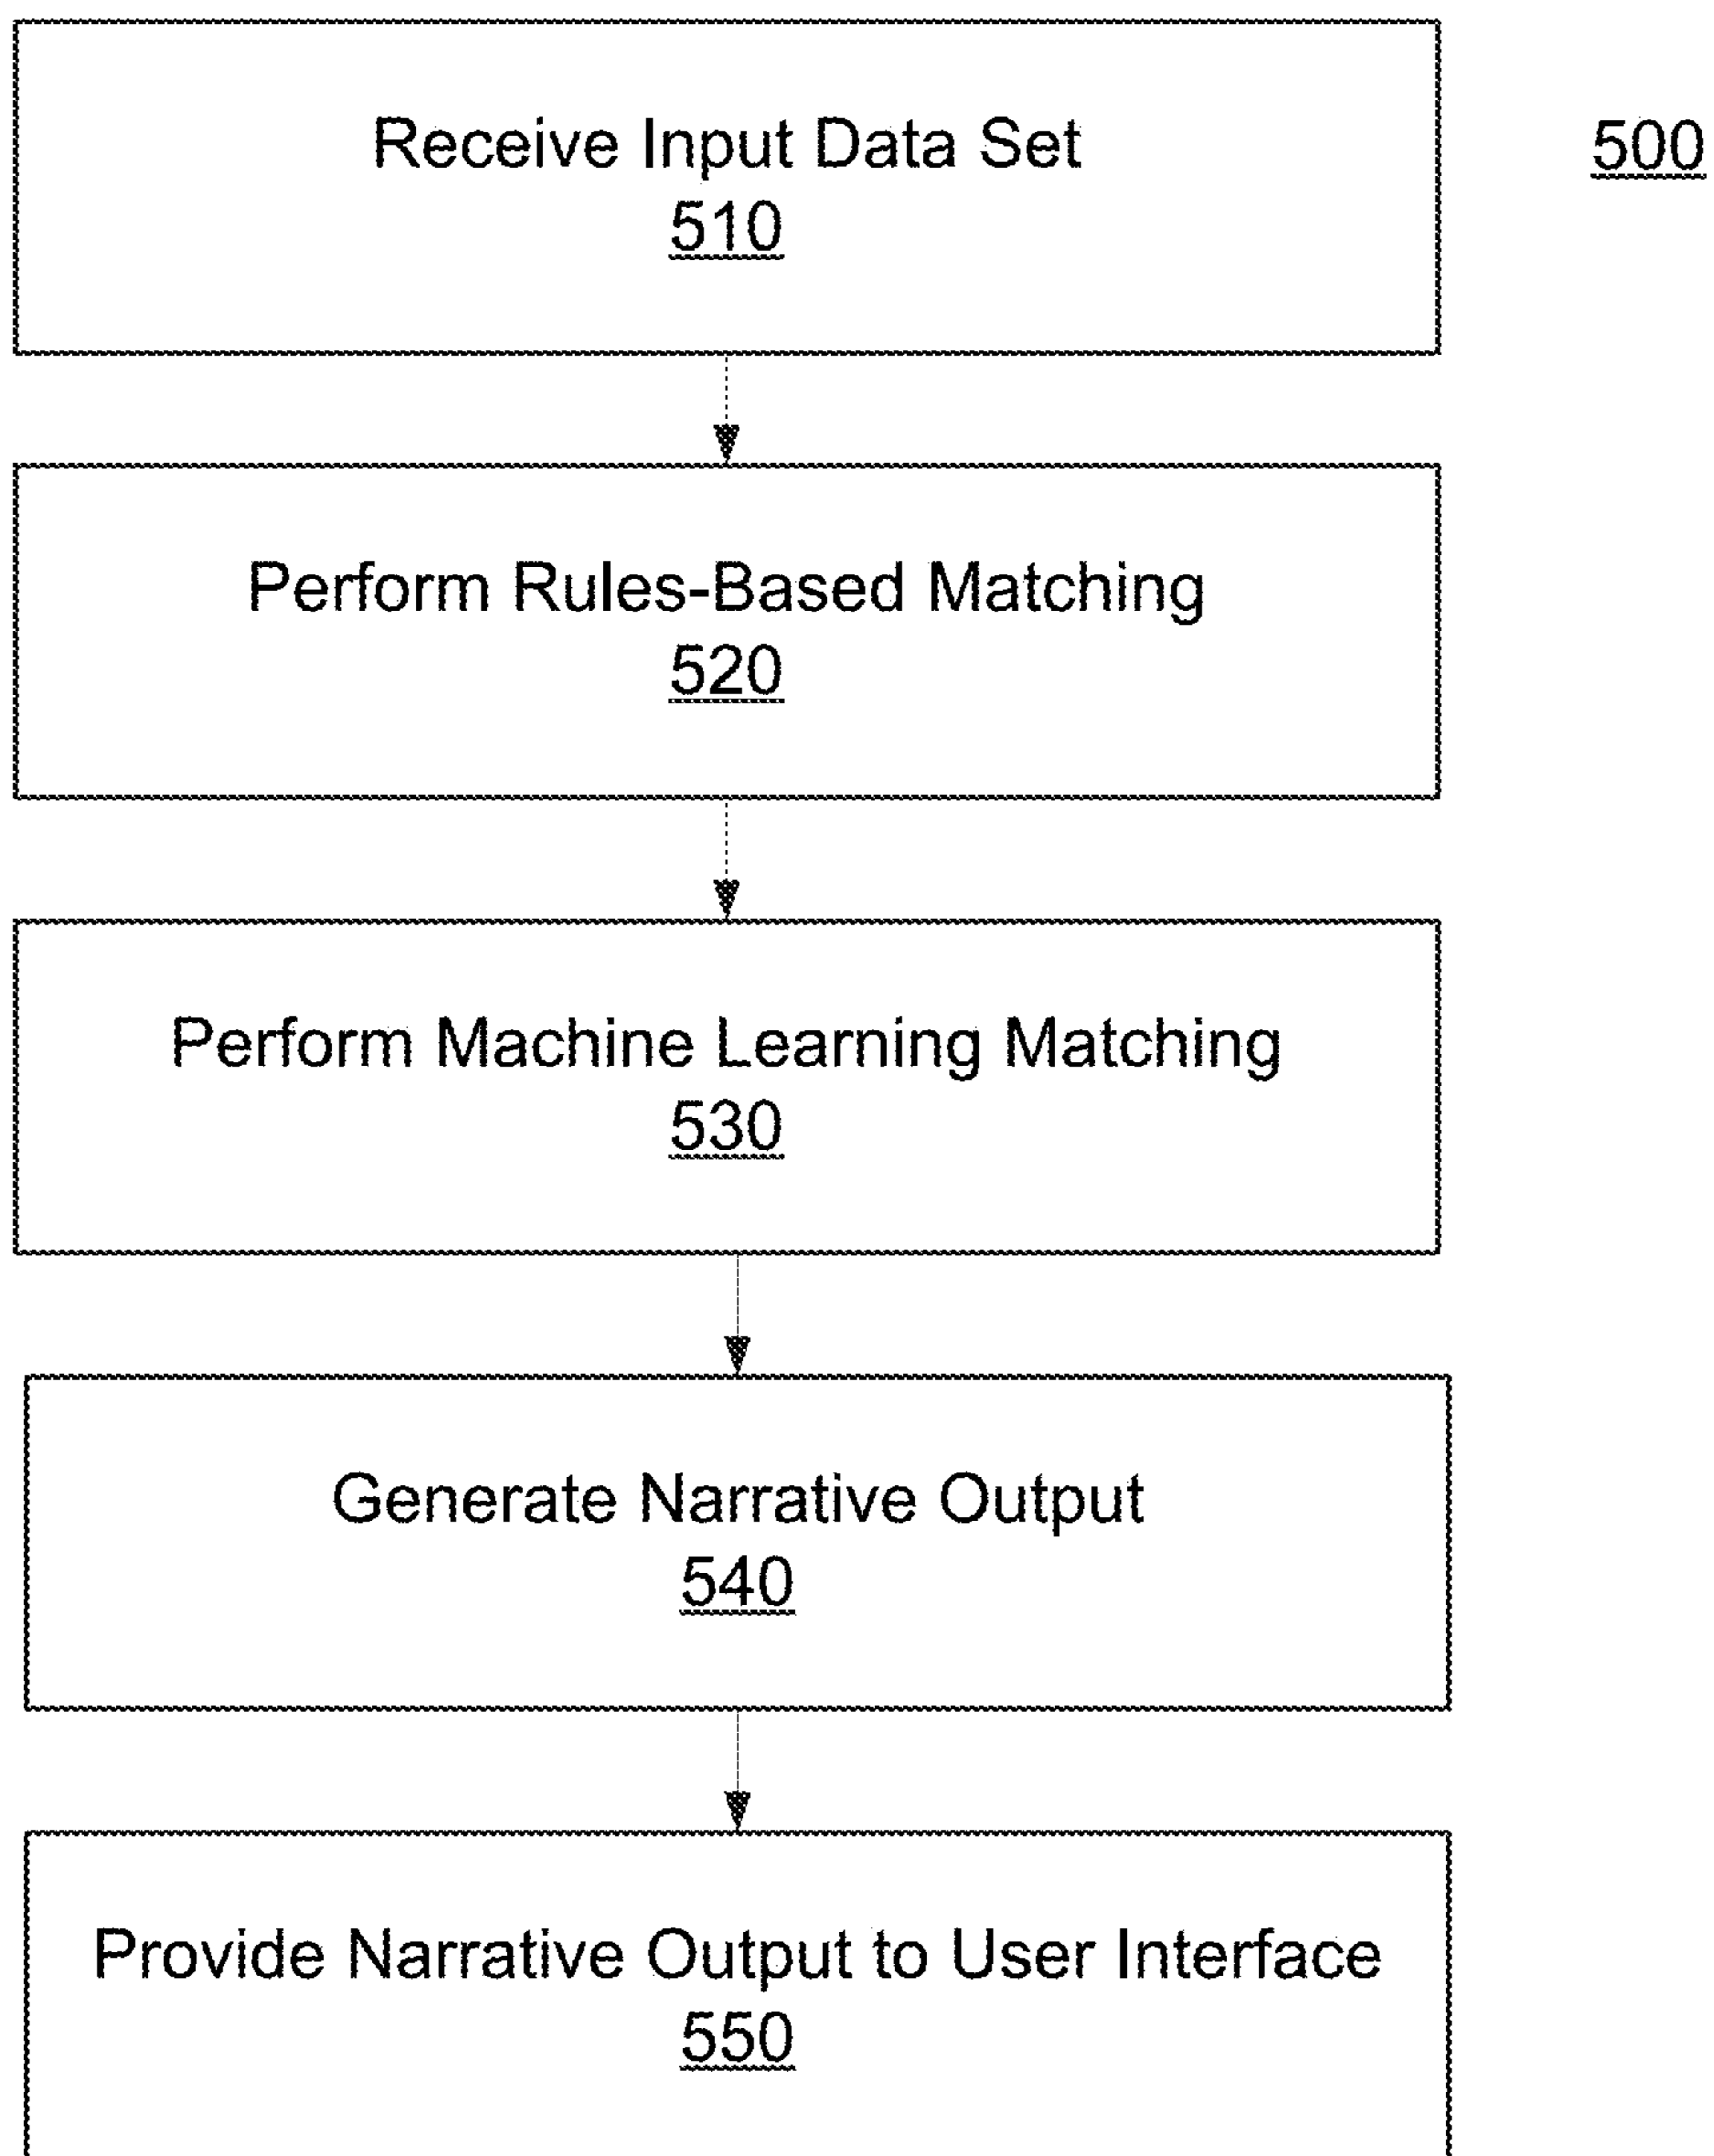 Receive Input Data Set
510
500
Perform Rules-Based Matching
520
Perform Machine Learning Matching
530
Generate Narrative Output
540
Provide Narrative Output to User Interface
550